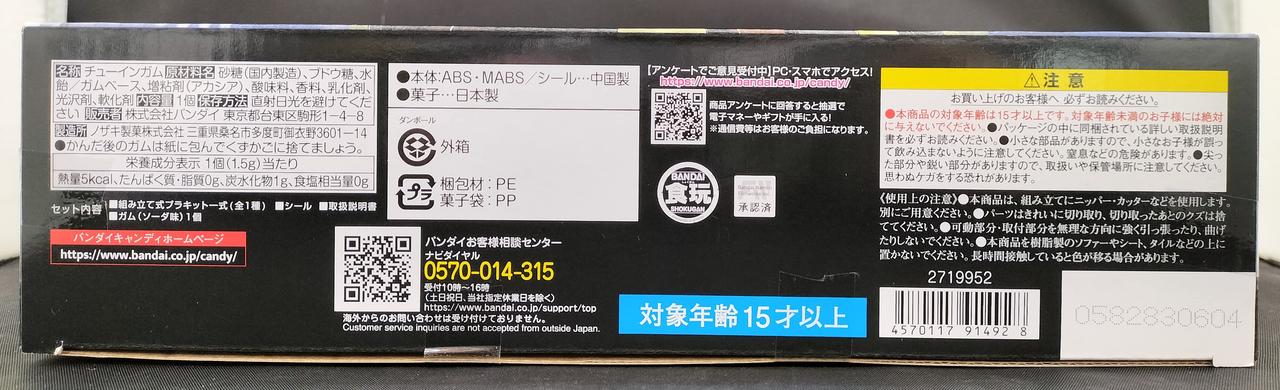 名称 チューインガム 原材料名 砂糖(国内製造)、ブドウ糖、水
飴/ガムベース、増粘剤(アカシア)、酸味料、香料、乳化剤、
光沢剤、軟化剤 内容量 1個 保存方法 直射日光を避けてくだ
さい 販売者 株式会社バンダイ 東京都台東区駒形1-4-8
製造所 ノザキ製菓株式会社 三重県桑名市多度町御衣野3601-14
●かんだ後のガムは紙に包んでくずかごに捨てましょう。
栄養成分表示 1個(1.5g)当たり
熱量5kcal、たんぱく質・脂質0g、炭水化物1g、食塩相当量0g
セット内容 ■組み立て式プラキット一式(全1種) ■シール ■取扱説明書
■ガム(ソーダ味)1個
バンダイキャンディホームページ
https://www.bandai.co.jp/candy/
●本体:ABS・MABS/シール…中国製
●菓子…日本製
ダンボール
外箱
プラ
梱包材:PE
菓子袋:PP
バンダイお客様相談センター
ナビダイヤル
0570-014-315
受付10時〜16時
(土日祝日、当社指定休業日を除く)
https://www.bandai.co.jp/support/top
海外からのお問い合わせは受け付けておりません。
Customer service inquiries are not accepted from outside Japan.
【アンケートでご意見受付中】PC・スマホでアクセス!
https://www.bandai.co.jp/candy/
商品アンケートに回答すると抽選で
電子マネーやギフトが手に入る!
※通信費等はお客様のご負担になります。
BANDAI
食玩
SHOKUGAN
承認済
対象年齢15才以上
注意
お買い上げのお客様へ 必ずお読みください。
●本商品の対象年齢は15才以上です。対象年齢未満のお子様には絶対
に与えないでください。●パッケージの中に同梱されている詳しい取扱説明
書を必ずお読みください。●小さな部品がありますので、小さなお子様が誤っ
て飲み込まないように注意してください。窒息などの危険があります。●尖っ
た部分や鋭い部分がありますので、取扱いや保管場所に注意してください。
思わぬケガをする恐れがあります。
《使用上の注意》●本商品は、組み立てにニッパー・カッターなどを使用します。
別にご用意ください。●パーツはきれいに切り取り、切り取ったあとのクズは捨
ててください。●可動部分・取付部分を無理な方向に強く引っ張ったり、曲げ
たりしないでください。●本商品を樹脂製のソファーやシート、タイルなどの上に
置かないでください。長時間接触していると色が移る場合があります。
2719952
4570117 91492 8
0582830604